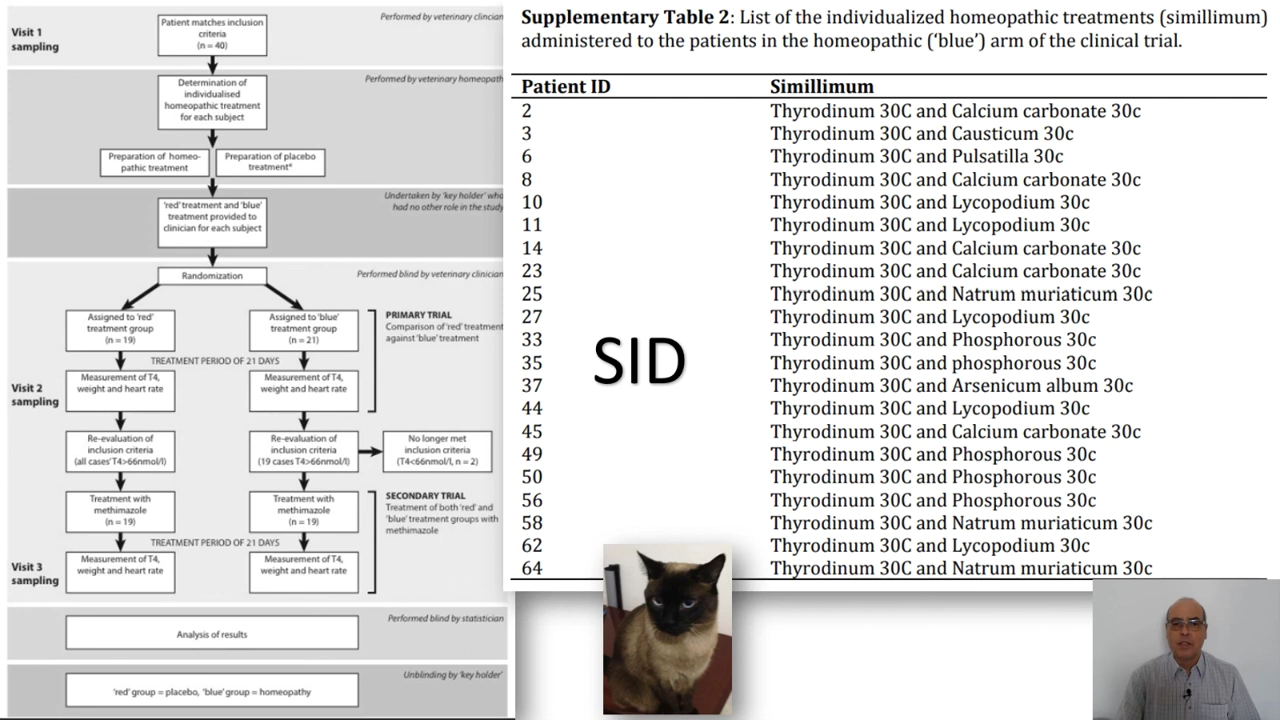 Visit 1
sampling
Performed by veterinary clinician
Patient matches inclusion
criteria
(n = 40)
Performed by veterinary homeopath
Determination of
individualised
homeopathic treatment
for each subject
Preparation of homeo-
pathic treatment
Preparation of placebo
treatment*
Undertaken by 'key holder' who
had no other role in the study
'red' treatment and 'blue'
treatment provided to
clinician for each subject
Randomization
Performed blind by veterinary clinician
Assigned to 'red'
treatment group
(n = 19)
Assigned to 'blue'
treatment group
(n = 21)
PRIMARY TRIAL
Comparison of 'red' treatment
against 'blue' treatment
TREATMENT PERIOD OF 21 DAYS
Visit 2
sampling
Measurement of T4,
weight and heart rate
Measurement of T4,
weight and heart rate
Re-evaluation of
inclusion criteria
(all cases' T4>66nmol/l)
Re-evaluation of
inclusion criteria
(19 cases T4>66nmol/l)
No longer met
inclusion criteria
(T4<66nmol/l, n = 2)
Treatment with
methimazole
(n = 19)
Treatment with
methimazole
(n = 19)
SECONDARY TRIAL
Treatment of both 'red' and
'blue' treatment groups with
methimazole
TREATMENT PERIOD OF 21 DAYS
Visit 3
sampling
Measurement of T4,
weight and heart rate
Measurement of T4,
weight and heart rate
Performed blind by statistician
Analysis of results
Unblinding by 'key holder'
'red' group = placebo, 'blue' group = homeopathy
Supplementary Table 2: List of the individualized homeopathic treatments (simillimum)
administered to the patients in the homeopathic ('blue') arm of the clinical trial.
Patient ID Simillimum
2 Thyrodinum 30C and Calcium carbonate 30c
3 Thyrodinum 30C and Causticum 30c
6 Thyrodinum 30C and Pulsatilla 30c
8 Thyrodinum 30C and Calcium carbonate 30c
10 Thyrodinum 30C and Lycopodium 30c
11 Thyrodinum 30C and Lycopodium 30c
14 Thyrodinum 30C and Calcium carbonate 30c
23 Thyrodinum 30C and Calcium carbonate 30c
25 Thyrodinum 30C and Natrum muriaticum 30c
27 Thyrodinum 30C and Lycopodium 30c
33 Thyrodinum 30C and Phosphorous 30c
35 Thyrodinum 30C and phosphorous 30c
37 Thyrodinum 30C and Arsenicum album 30c
44 Thyrodinum 30C and Lycopodium 30c
45 Thyrodinum 30C and Calcium carbonate 30c
49 Thyrodinum 30C and Phosphorous 30c
50 Thyrodinum 30C and Phosphorous 30c
56 Thyrodinum 30C and Phosphorous 30c
58 Thyrodinum 30C and Natrum muriaticum 30c
62 Thyrodinum 30C and Lycopodium 30c
64 Thyrodinum 30C and Natrum muriaticum 30c
SID